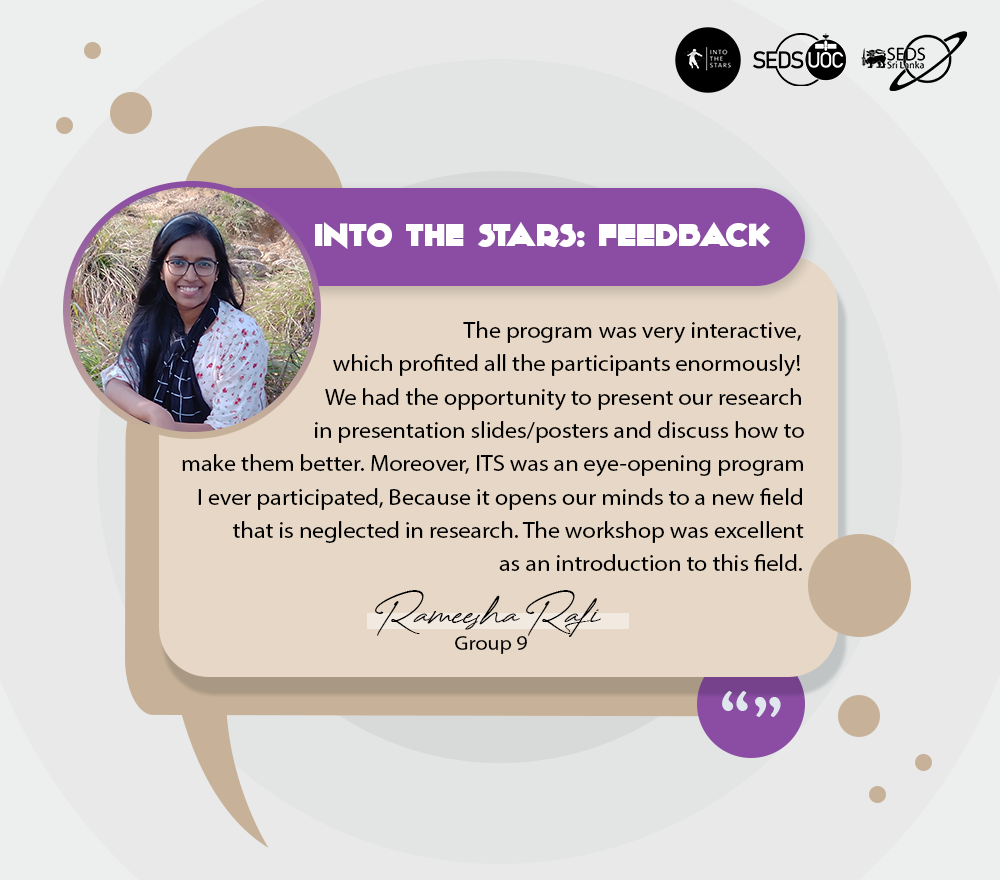 INTO
THE
STARS
SEDS UOC
SEDS
Sri Lanka
INTO THE STARS: FEEDBACK
The program was very interactive,
which profited all the participants enormously!
We had the opportunity to present our research
in presentation slides/posters and discuss how to
make them better. Moreover, ITS was an eye-opening program
I ever participated, Because it opens our minds to a new field
that is neglected in research. The workshop was excellent
as an introduction to this field.
Rameesha Rafi
Group 9
“”